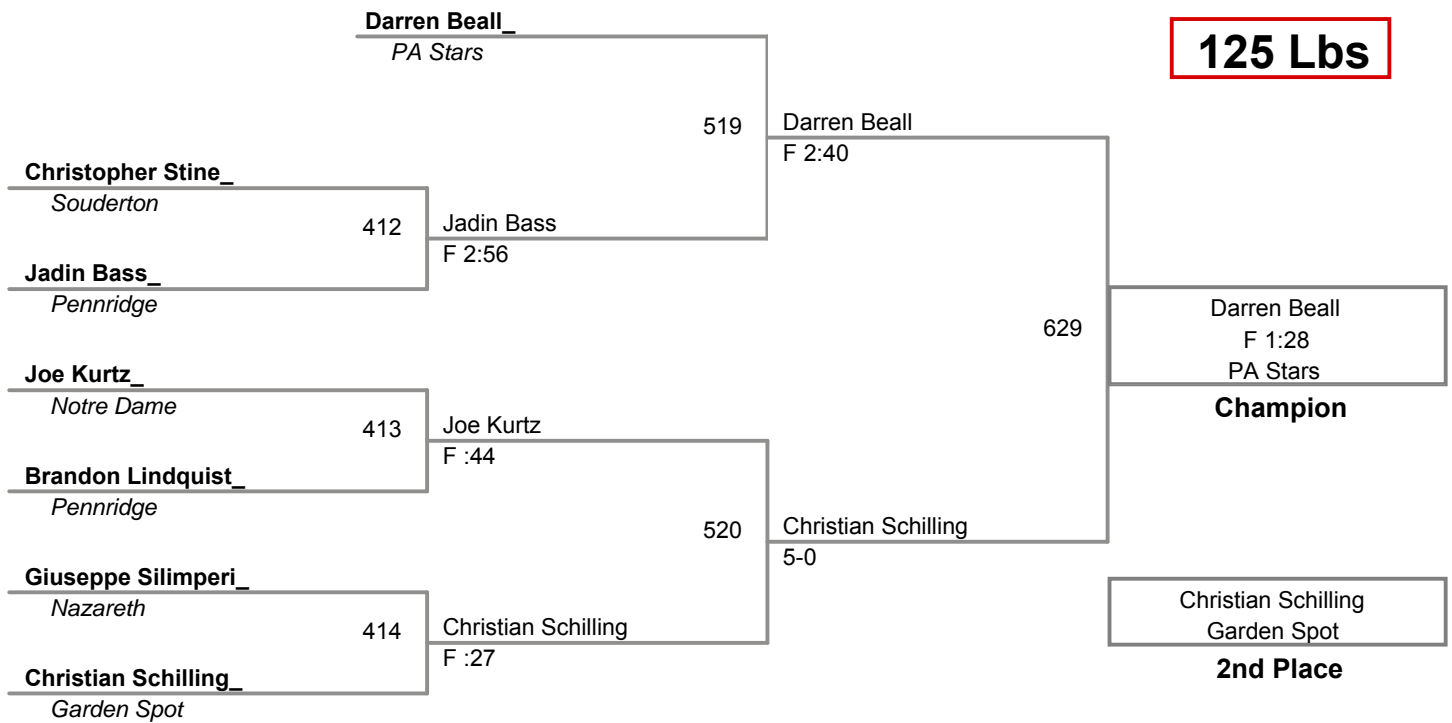 Darren Beall_
PA Stars
125 Lbs
519
Darren Beall
F 2:40
Christopher Stine_
Souderton
412
Jadin Bass
F 2:56
Jadin Bass_
Pennridge
629
Darren Beall
F 1:28
PA Stars
Champion
Joe Kurtz_
Notre Dame
413
Joe Kurtz
F :44
Brandon Lindquist_
Pennridge
520
Christian Schilling
5-0
Giuseppe Silimperi_
Nazareth
414
Christian Schilling
F :27
Christian Schilling_
Garden Spot
Christian Schilling
Garden Spot
2nd Place